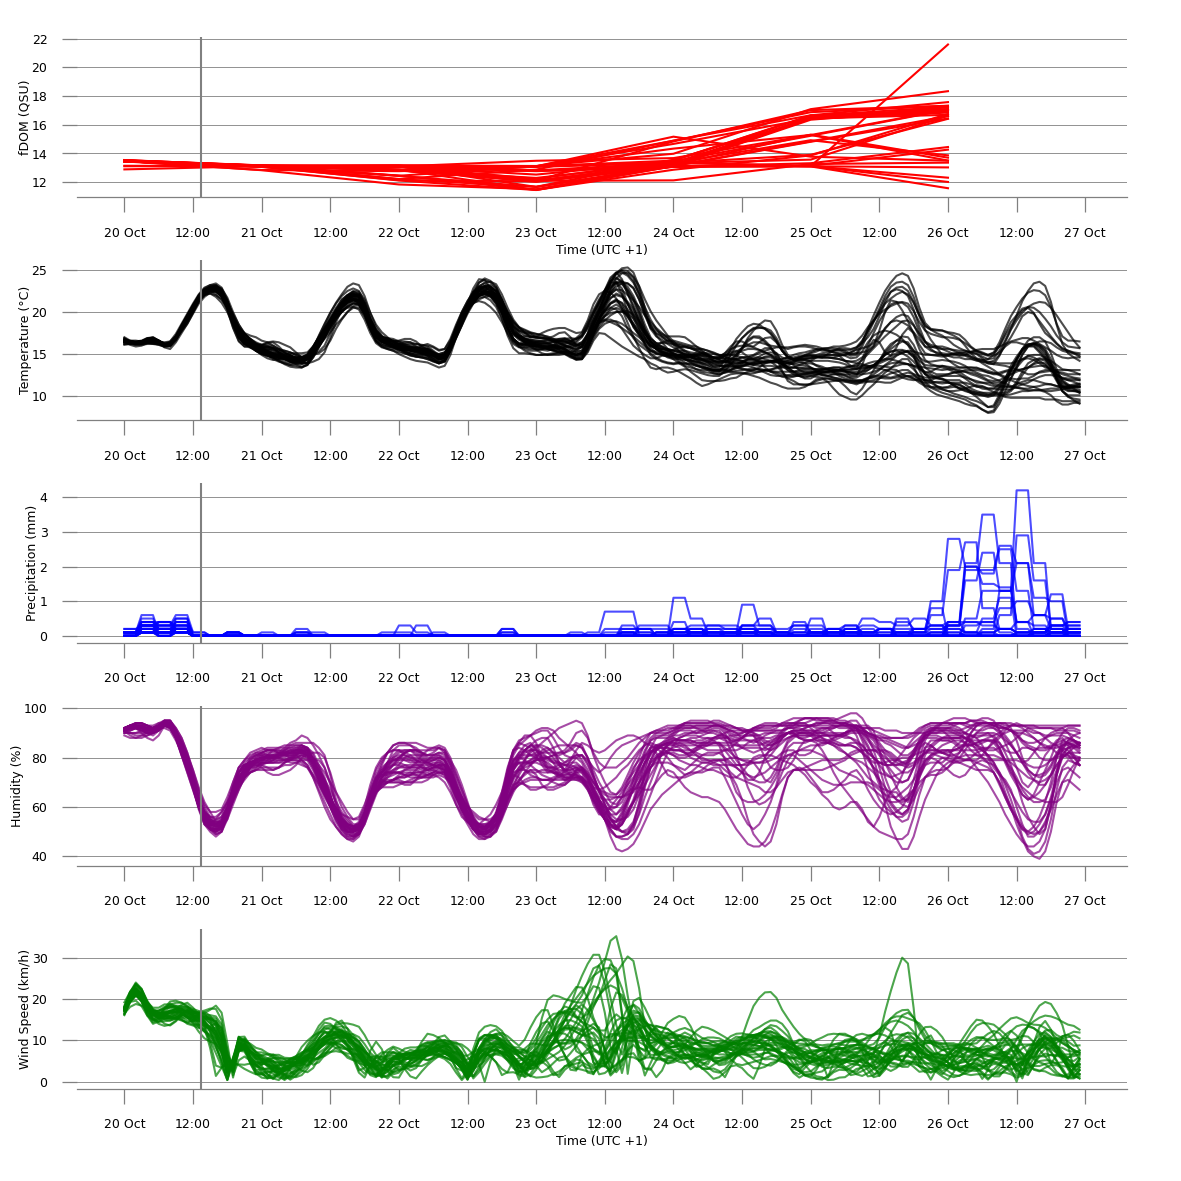 fDOM (QSU)
22
20
18
16
14
12
20 Oct 12:00 21 Oct 12:00 22 Oct 12:00 23 Oct 12:00 24 Oct 12:00 25 Oct 12:00 26 Oct 12:00 27 Oct
Time (UTC +1)
Temperature (°C)
25
20
15
10
20 Oct 12:00 21 Oct 12:00 22 Oct 12:00 23 Oct 12:00 24 Oct 12:00 25 Oct 12:00 26 Oct 12:00 27 Oct
Precipitation (mm)
4
3
2
1
0
20 Oct 12:00 21 Oct 12:00 22 Oct 12:00 23 Oct 12:00 24 Oct 12:00 25 Oct 12:00 26 Oct 12:00 27 Oct
Humidity (%)
100
80
60
40
20 Oct 12:00 21 Oct 12:00 22 Oct 12:00 23 Oct 12:00 24 Oct 12:00 25 Oct 12:00 26 Oct 12:00 27 Oct
Wind Speed (km/h)
30
20
10
0
20 Oct 12:00 21 Oct 12:00 22 Oct 12:00 23 Oct 12:00 24 Oct 12:00 25 Oct 12:00 26 Oct 12:00 27 Oct
Time (UTC +1)